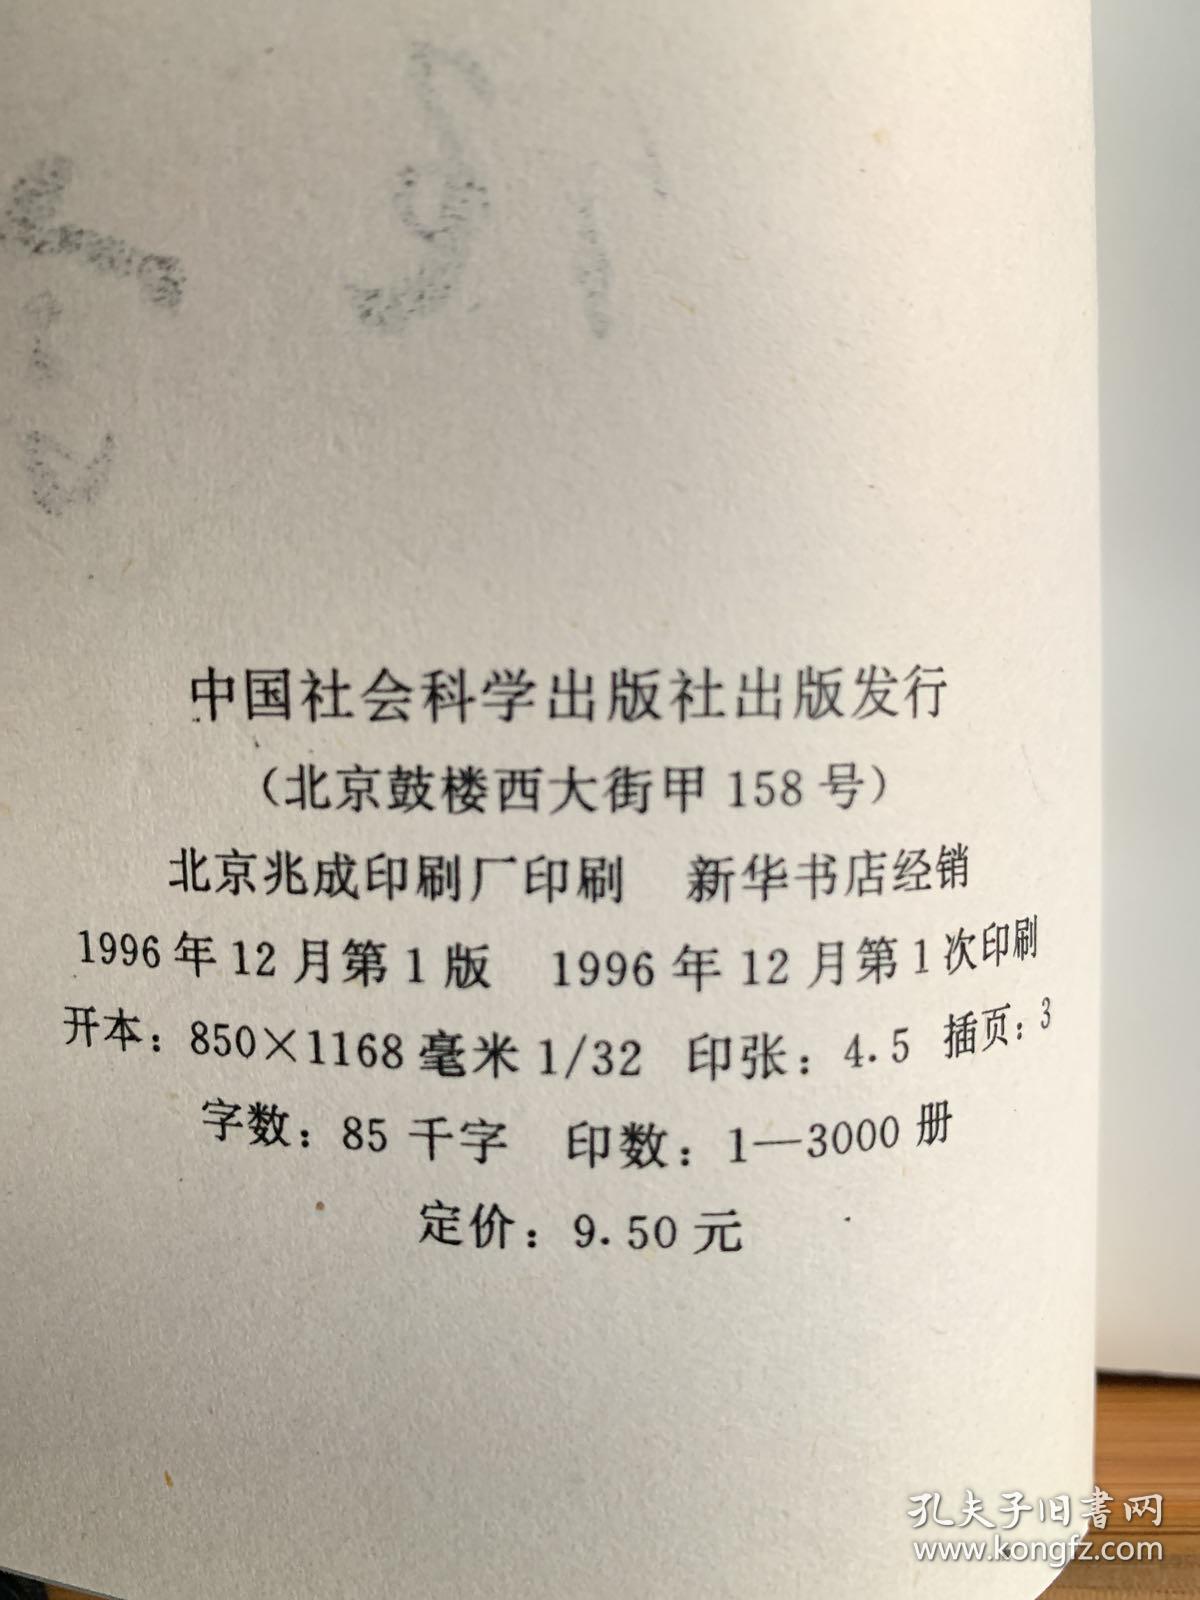 中国社会科学出版社出版发行
（北京鼓楼西大街甲158号）
北京兆成印刷厂印刷　新华书店经销
1996年12月第1版　1996年12月第1次印刷
开本：850×1168毫米1/32　印张：4.5　插页：3
字数：85千字　印数：1—3000册
定价：9.50元
孔夫子旧书网
www.kongfz.com